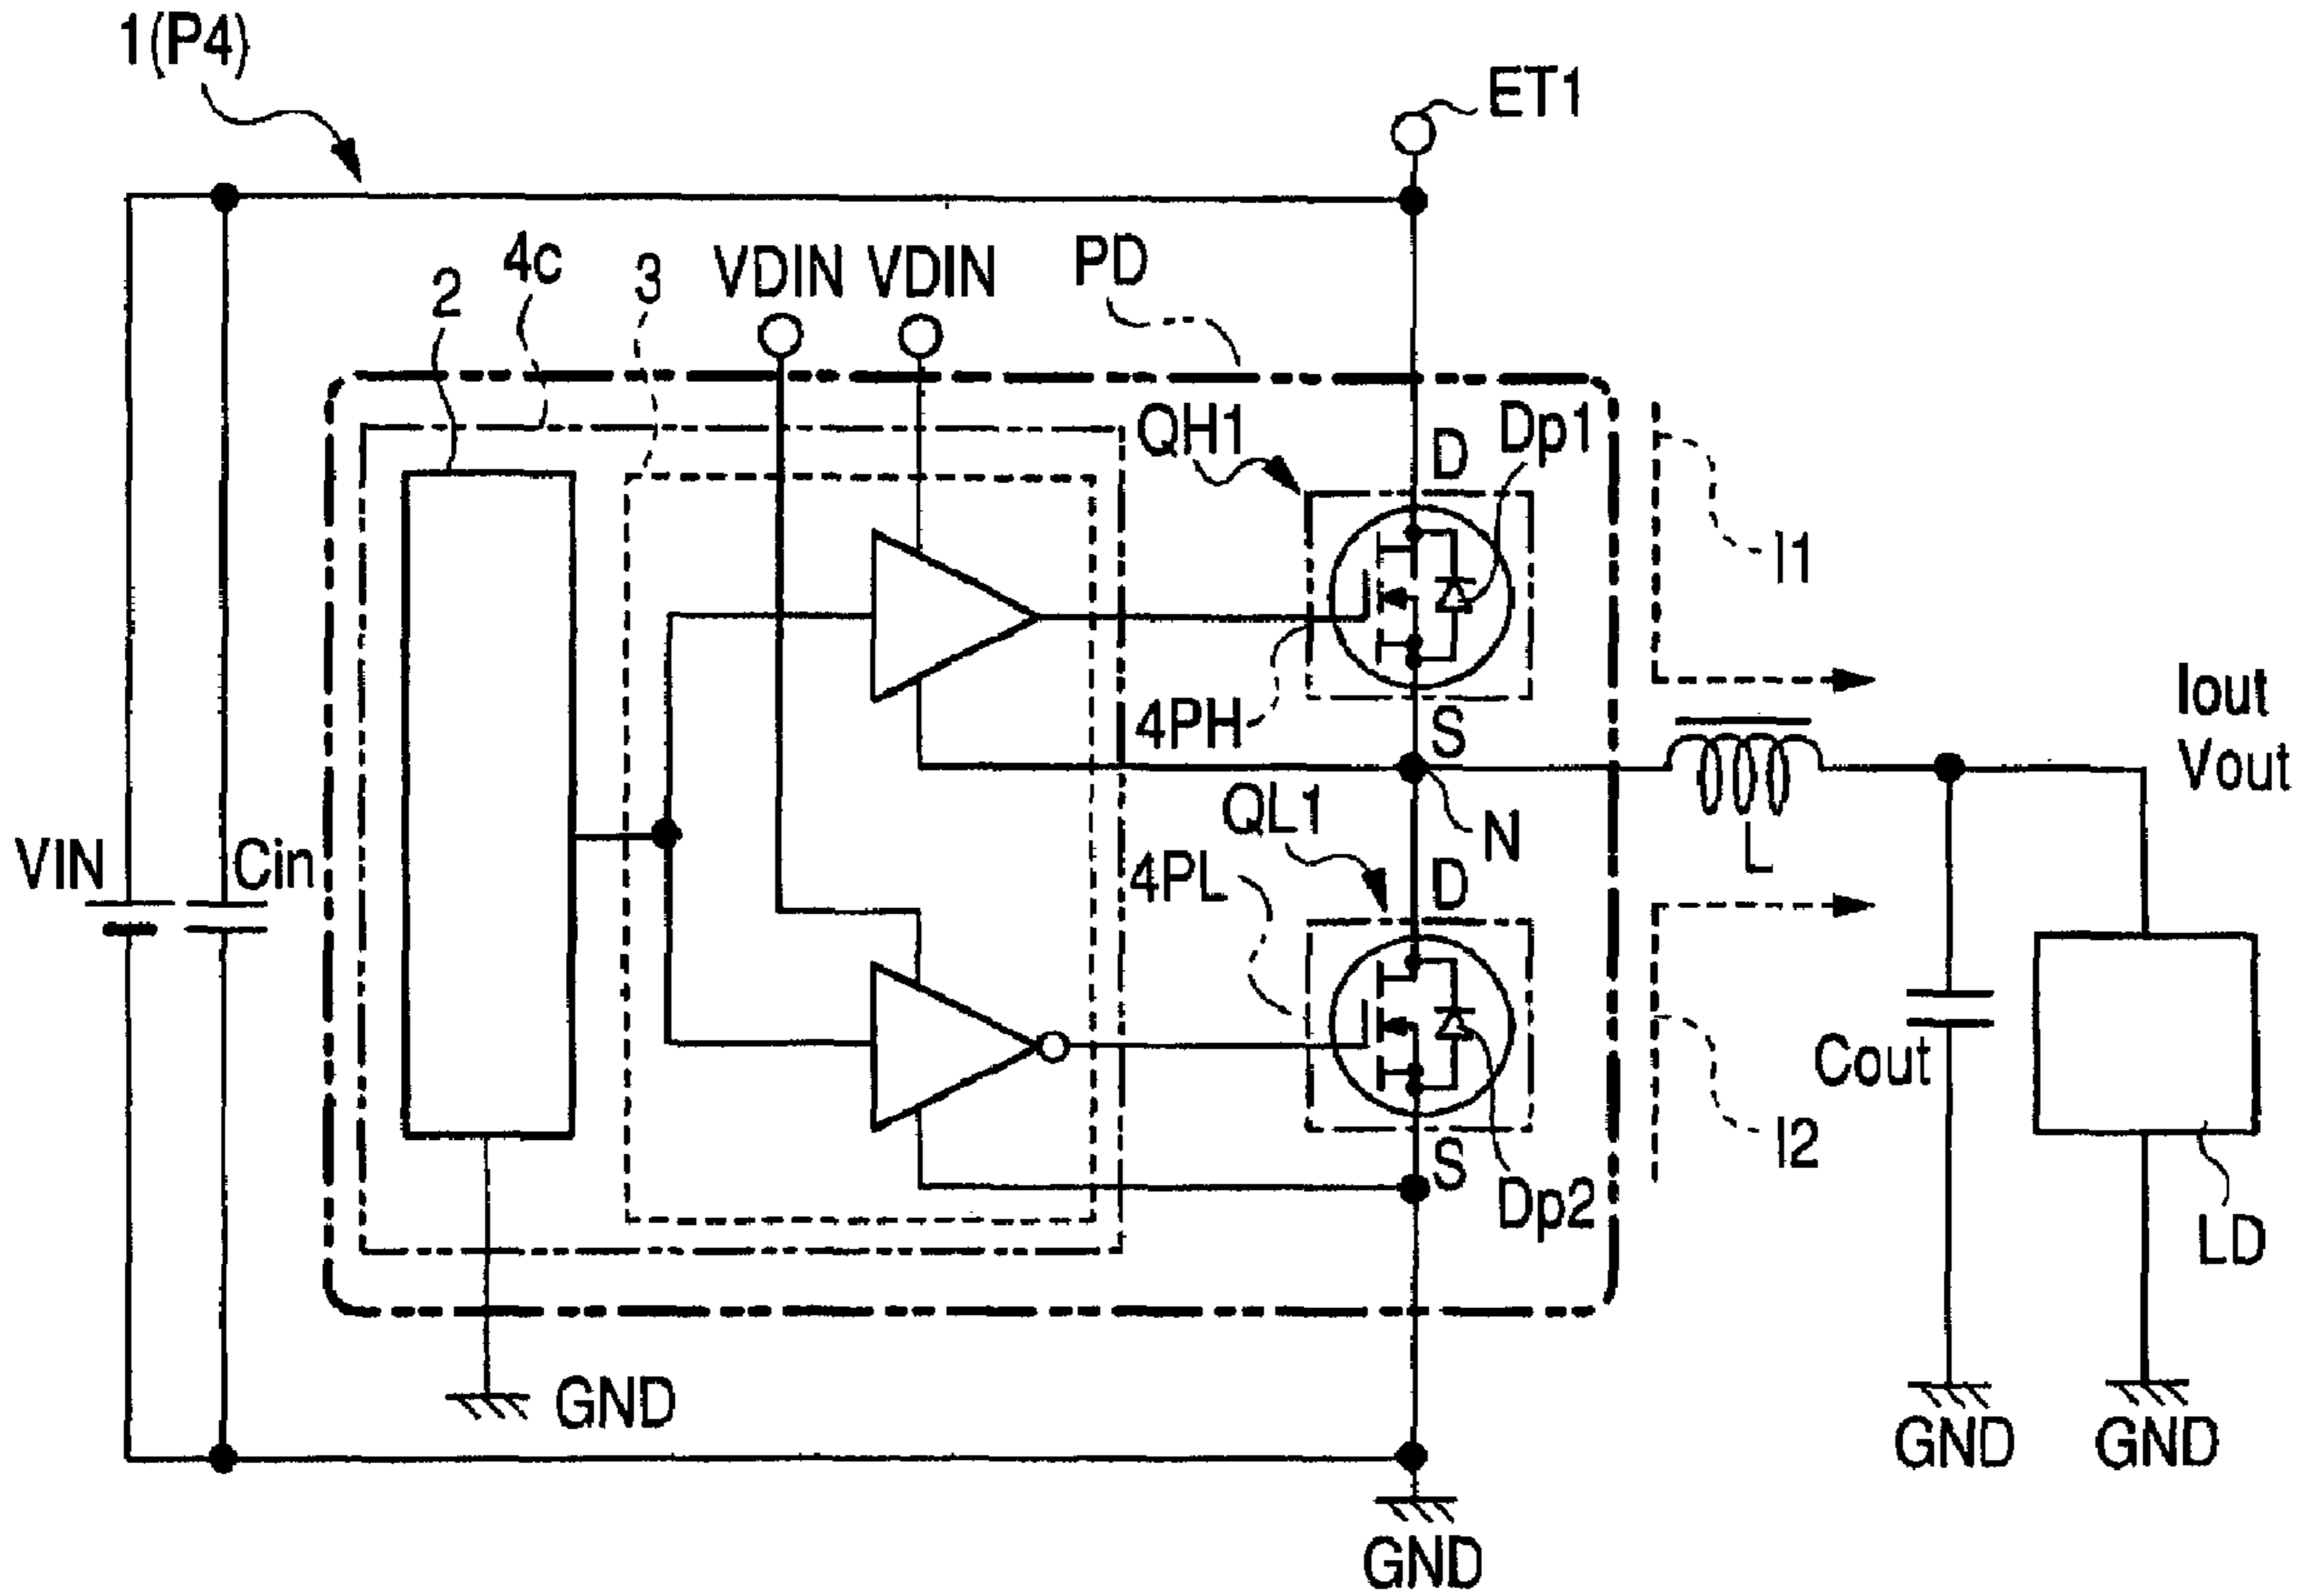 1(P4)
ET1
2
4c
3
VDIN
VDIN
PD
QH1
D
Dp1
I1
4PH
S
Iout
Vout
N
L
QL1
4PL
D
VIN
Cin
Cout
I2
S
Dp2
LD
GND
GND
GND
GND